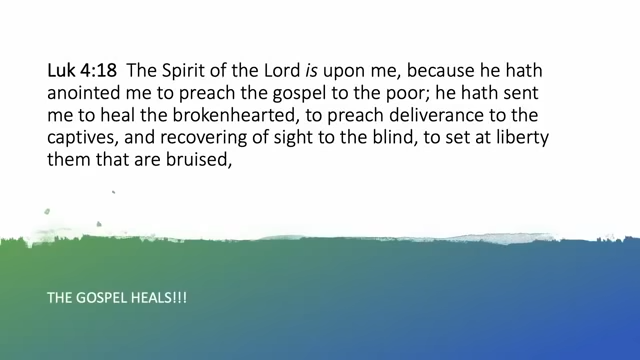 Luk 4:18  The Spirit of the Lord is upon me, because he hath
anointed me to preach the gospel to the poor; he hath sent
me to heal the brokenhearted, to preach deliverance to the
captives, and recovering of sight to the blind, to set at liberty
them that are bruised,
THE GOSPEL HEALS!!!